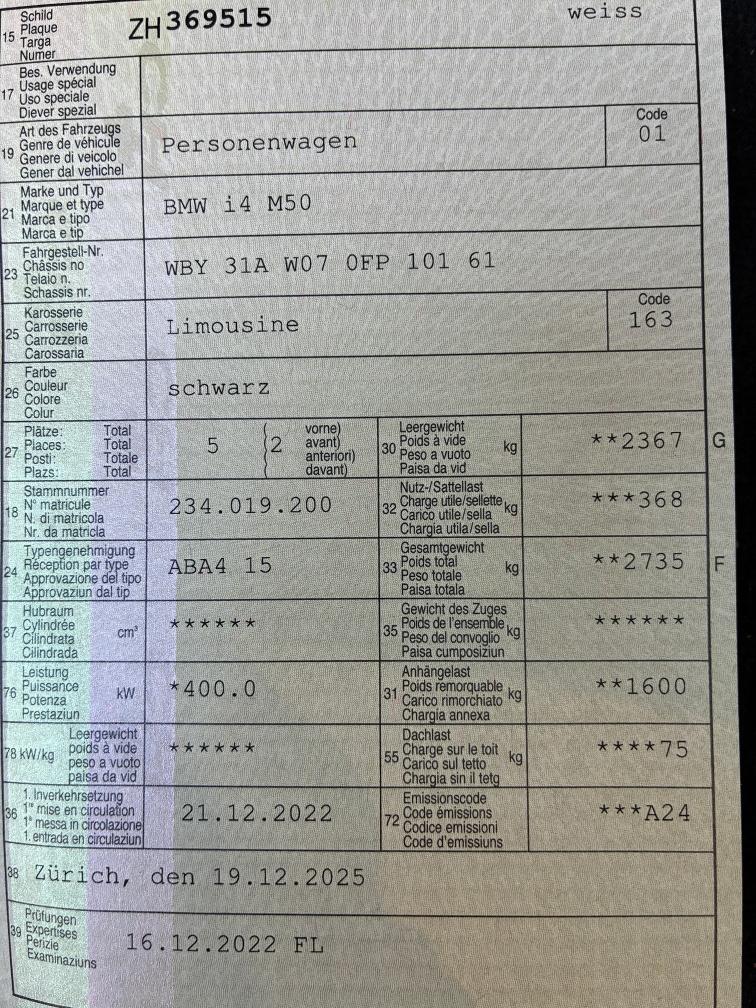 15 Schild
Plaque
Targa
Numer
ZH 369515
weiss
17 Bes. Verwendung
Usage spécial
Uso speciale
Diever spezial
19 Art des Fahrzeugs
Genre de véhicule
Genere di veicolo
Gener dal vehichel
Personenwagen
Code
01
21 Marke und Typ
Marque et type
Marca e tipo
Marca e tip
BMW i4 M50
23 Fahrgestell-Nr.
Châssis no
Telaio n.
Schassis nr.
WBY 31A W07 0FP 101 61
25 Karosserie
Carrosserie
Carrozzeria
Carossaria
Limousine
Code
163
26 Farbe
Couleur
Colore
Colur
schwarz
27 Plätze: Total
Places: Total
Posti: Totale
Plazs: Total
5 (2 vorne)
avant)
anteriori)
davant)
30 Leergewicht
Poids à vide
Peso a vuoto
Paisa da vid
kg
**2367 G
18 Stammnummer
N° matricule
N. di matricola
Nr. da matricla
234.019.200
32 Nutz-/Sattellast
Charge utile/sellette
Carico utile/sella
Chargia utila/sella
kg
***368
24 Typengenehmigung
Réception par type
Approvazione del tipo
Approvaziun dal tip
ABA4 15
33 Gesamtgewicht
Poids total
Peso totale
Paisa totala
kg
**2735 F
37 Hubraum
Cylindrée
Cilindrata
Cilindrada
cm³
******
35 Gewicht des Zuges
Poids de l'ensemble
Peso del convoglio
Paisa cumposiziun
kg
******
76 Leistung
Puissance
Potenza
Prestaziun
kW
*400.0
31 Anhängelast
Poids remorquable
Carico rimorchiato
Chargia annexa
kg
**1600
78 kW/kg Leergewicht
poids à vide
peso a vuoto
paisa da vid
******
55 Dachlast
Charge sur le toit
Carico sul tetto
Chargia sin il tetg
kg
****75
36 1. Inverkehrsetzung
1re mise en circulation
1a messa in circolazione
1. entrada en circulaziun
21.12.2022
72 Emissionscode
Code émissions
Codice emissioni
Code d'emissiuns
***A24
38 Zürich, den 19.12.2025
39 Prüfungen
Expertises
Perizie
Examinaziuns
16.12.2022 FL